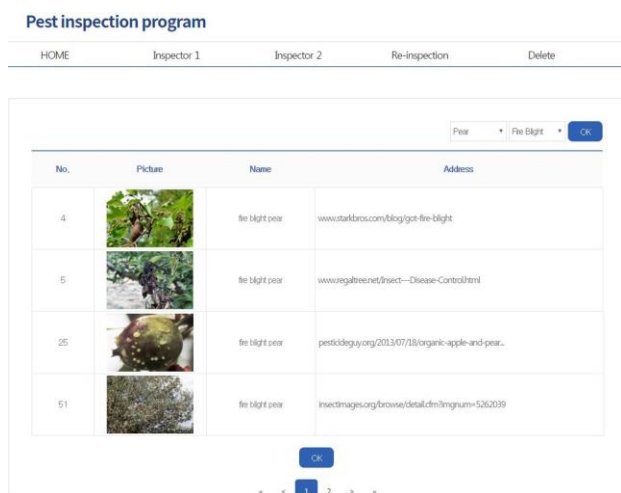 Pest inspection program
HOME Inspector 1 Inspector 2 Re-inspection Delete
Pear Fire Blight OK
No. Picture Name Address
4 fire blight pear www.starkbros.com/blog/got-fire-blight
5 fire blight pear www.regaltree.net/Insect---Disease-Control.html
25 fire blight pear pesticideguy.org/2013/07/18/organic-apple-and-pear...
51 fire blight pear insectimages.org/browse/detail.cfm?imgnum=5262039
OK
« < 1 2 > »